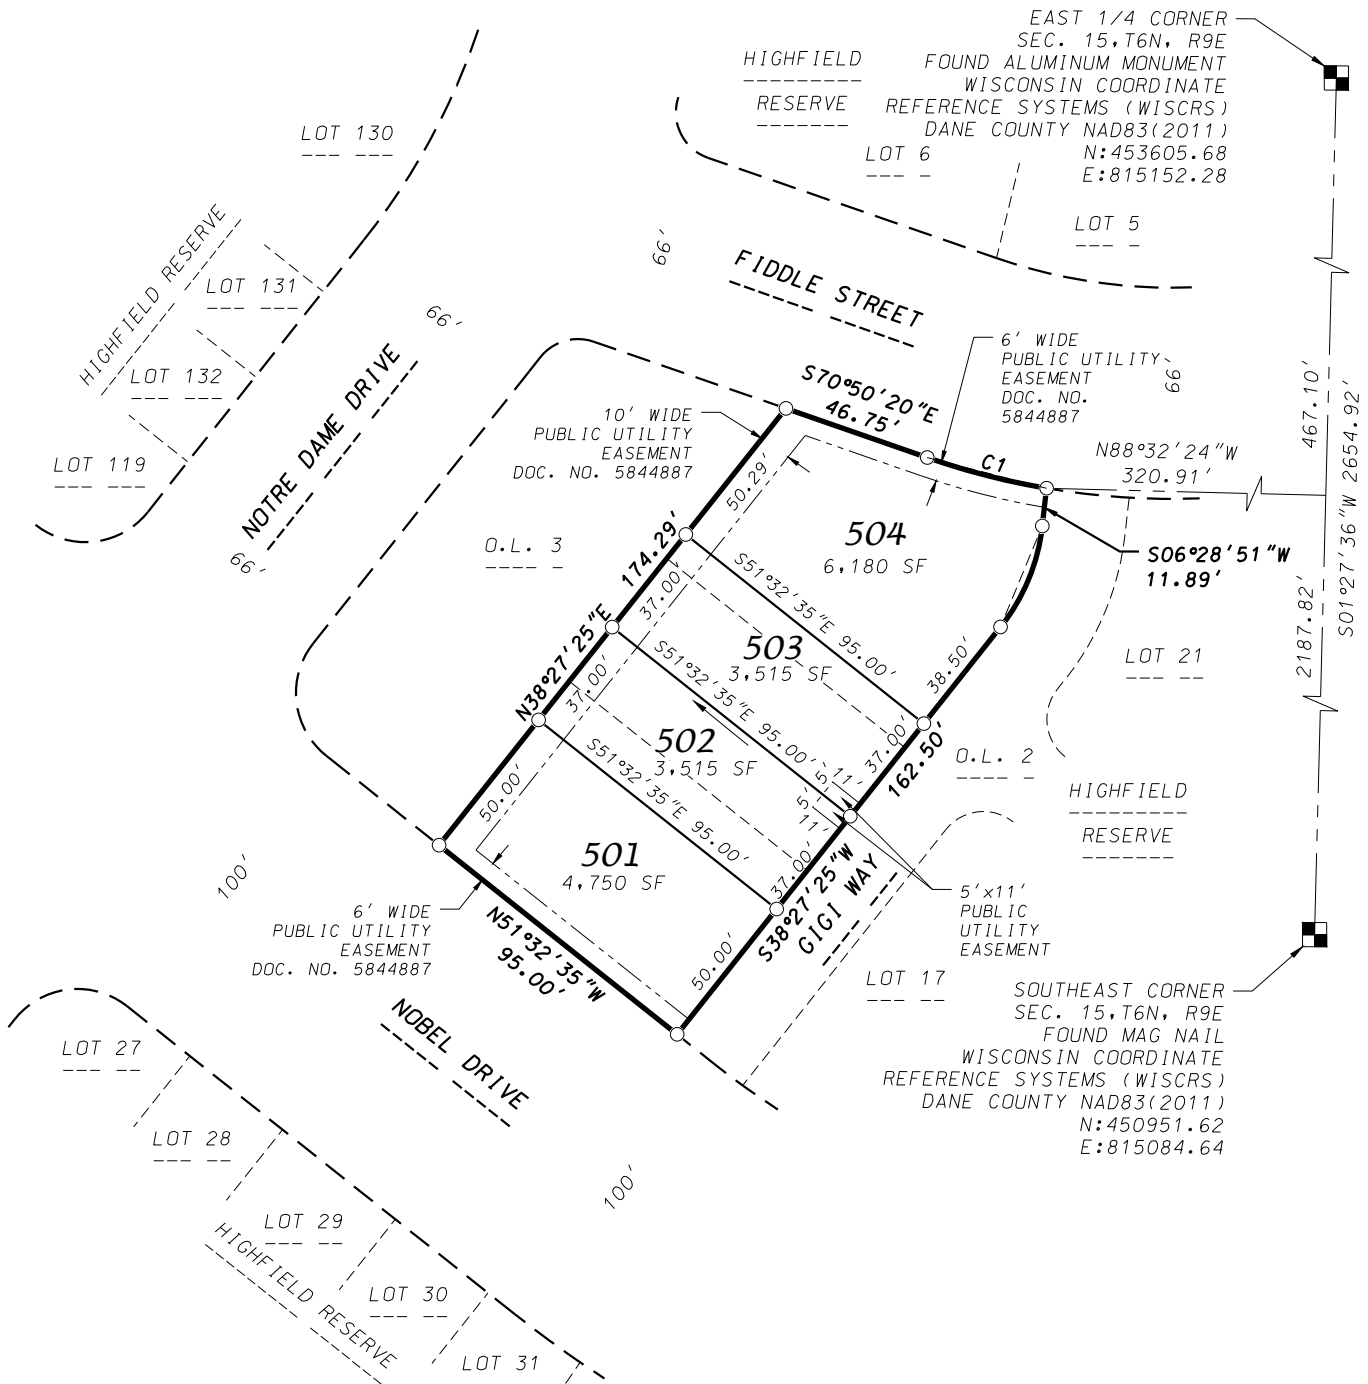 EAST 1/4 CORNER
SEC. 15,T6N, R9E
FOUND ALUMINUM MONUMENT
WISCONSIN COORDINATE
REFERENCE SYSTEMS (WISCRS)
DANE COUNTY NAD83(2011)
N:453605.68
E:815152.28
HIGHFIELD
RESERVE
LOT 6
LOT 5
LOT 130
HIGHFIELD RESERVE
LOT 131
LOT 132
LOT 119
66'
66'
NOTRE DAME DRIVE
66'
FIDDLE STREET
66'
6' WIDE
PUBLIC UTILITY
EASEMENT
DOC. NO.
5844887
S70°50'20"E
46.75'
C1
N88°32'24"W
320.91'
467.10'
S01°27'36"W 2654.92'
2187.82'
10' WIDE
PUBLIC UTILITY
EASEMENT
DOC. NO. 5844887
O.L. 3
50.29'
174.29'
37.00'
N38°27'25"E
37.00'
50.00'
504
6,180 SF
S51°32'35"E 95.00'
503
3,515 SF
S51°32'35"E 95.00'
502
3,515 SF
S51°32'35"E 95.00'
501
4,750 SF
S06°28'51"W
11.89'
38.50'
37.00'
162.50'
5' 11'
5'
11'
37.00'
S38°27'25"W
50.00'
GIGI WAY
LOT 21
O.L. 2
HIGHFIELD
RESERVE
5'x11'
PUBLIC
UTILITY
EASEMENT
LOT 17
100'
6' WIDE
PUBLIC UTILITY
EASEMENT
DOC. NO. 5844887
N51°32'35"W
95.00'
NOBEL DRIVE
100'
SOUTHEAST CORNER
SEC. 15,T6N, R9E
FOUND MAG NAIL
WISCONSIN COORDINATE
REFERENCE SYSTEMS (WISCRS)
DANE COUNTY NAD83(2011)
N:450951.62
E:815084.64
LOT 27
LOT 28
LOT 29
HIGHFIELD RESERVE
LOT 30
LOT 31